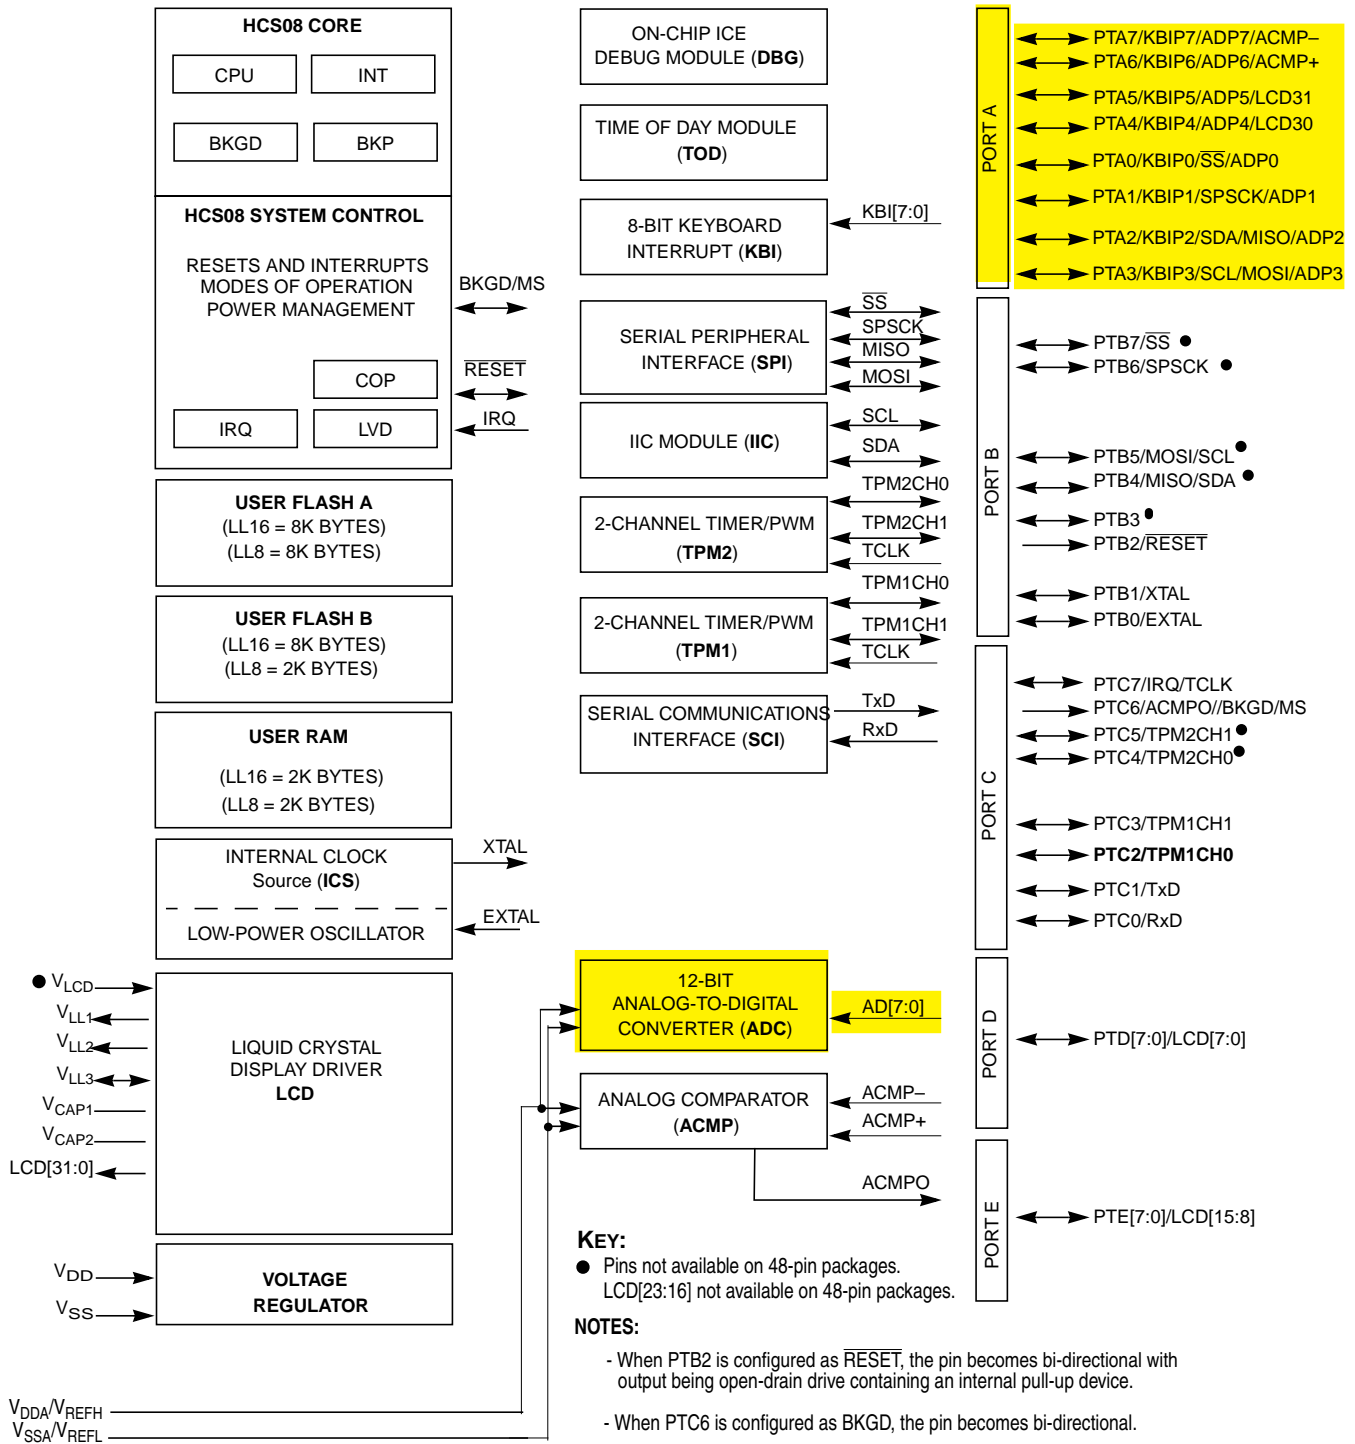 HCS08 CORE
CPU
INT
BKGD
BKP
HCS08 SYSTEM CONTROL
RESETS AND INTERRUPTS
MODES OF OPERATION
POWER MANAGEMENT
COP
IRQ
LVD
BKGD/MS
RESET
IRQ
USER FLASH A
(LL16 = 8K BYTES)
(LL8 = 8K BYTES)
USER FLASH B
(LL16 = 8K BYTES)
(LL8 = 2K BYTES)
USER RAM
(LL16 = 2K BYTES)
(LL8 = 2K BYTES)
INTERNAL CLOCK
Source (ICS)
LOW-POWER OSCILLATOR
XTAL
EXTAL
● VLCD
VLL1
VLL2
VLL3
VCAP1
VCAP2
LCD[31:0]
LIQUID CRYSTAL
DISPLAY DRIVER
LCD
VDD
VSS
VOLTAGE
REGULATOR
VDDA/VREFH
VSSA/VREFL
ON-CHIP ICE
DEBUG MODULE (DBG)
TIME OF DAY MODULE
(TOD)
8-BIT KEYBOARD
INTERRUPT (KBI)
KBI[7:0]
SERIAL PERIPHERAL
INTERFACE (SPI)
SS
SPSCK
MISO
MOSI
IIC MODULE (IIC)
SCL
SDA
2-CHANNEL TIMER/PWM
(TPM2)
TPM2CH0
TPM2CH1
TCLK
2-CHANNEL TIMER/PWM
(TPM1)
TPM1CH0
TPM1CH1
TCLK
SERIAL COMMUNICATIONS
INTERFACE (SCI)
TxD
RxD
12-BIT
ANALOG-TO-DIGITAL
CONVERTER (ADC)
AD[7:0]
ANALOG COMPARATOR
(ACMP)
ACMP–
ACMP+
ACMPO
PORT A
PTA7/KBIP7/ADP7/ACMP–
PTA6/KBIP6/ADP6/ACMP+
PTA5/KBIP5/ADP5/LCD31
PTA4/KBIP4/ADP4/LCD30
PTA0/KBIP0/SS/ADP0
PTA1/KBIP1/SPSCK/ADP1
PTA2/KBIP2/SDA/MISO/ADP2
PTA3/KBIP3/SCL/MOSI/ADP3
PORT B
PTB7/SS ●
PTB6/SPSCK ●
PTB5/MOSI/SCL ●
PTB4/MISO/SDA ●
PTB3 ●
PTB2/RESET
PTB1/XTAL
PTB0/EXTAL
PORT C
PTC7/IRQ/TCLK
PTC6/ACMPO//BKGD/MS
PTC5/TPM2CH1 ●
PTC4/TPM2CH0 ●
PTC3/TPM1CH1
PTC2/TPM1CH0
PTC1/TxD
PTC0/RxD
PORT D
PTD[7:0]/LCD[7:0]
PORT E
PTE[7:0]/LCD[15:8]
KEY:
● Pins not available on 48-pin packages.
LCD[23:16] not available on 48-pin packages.
NOTES:
- When PTB2 is configured as RESET, the pin becomes bi-directional with
output being open-drain drive containing an internal pull-up device.
- When PTC6 is configured as BKGD, the pin becomes bi-directional.